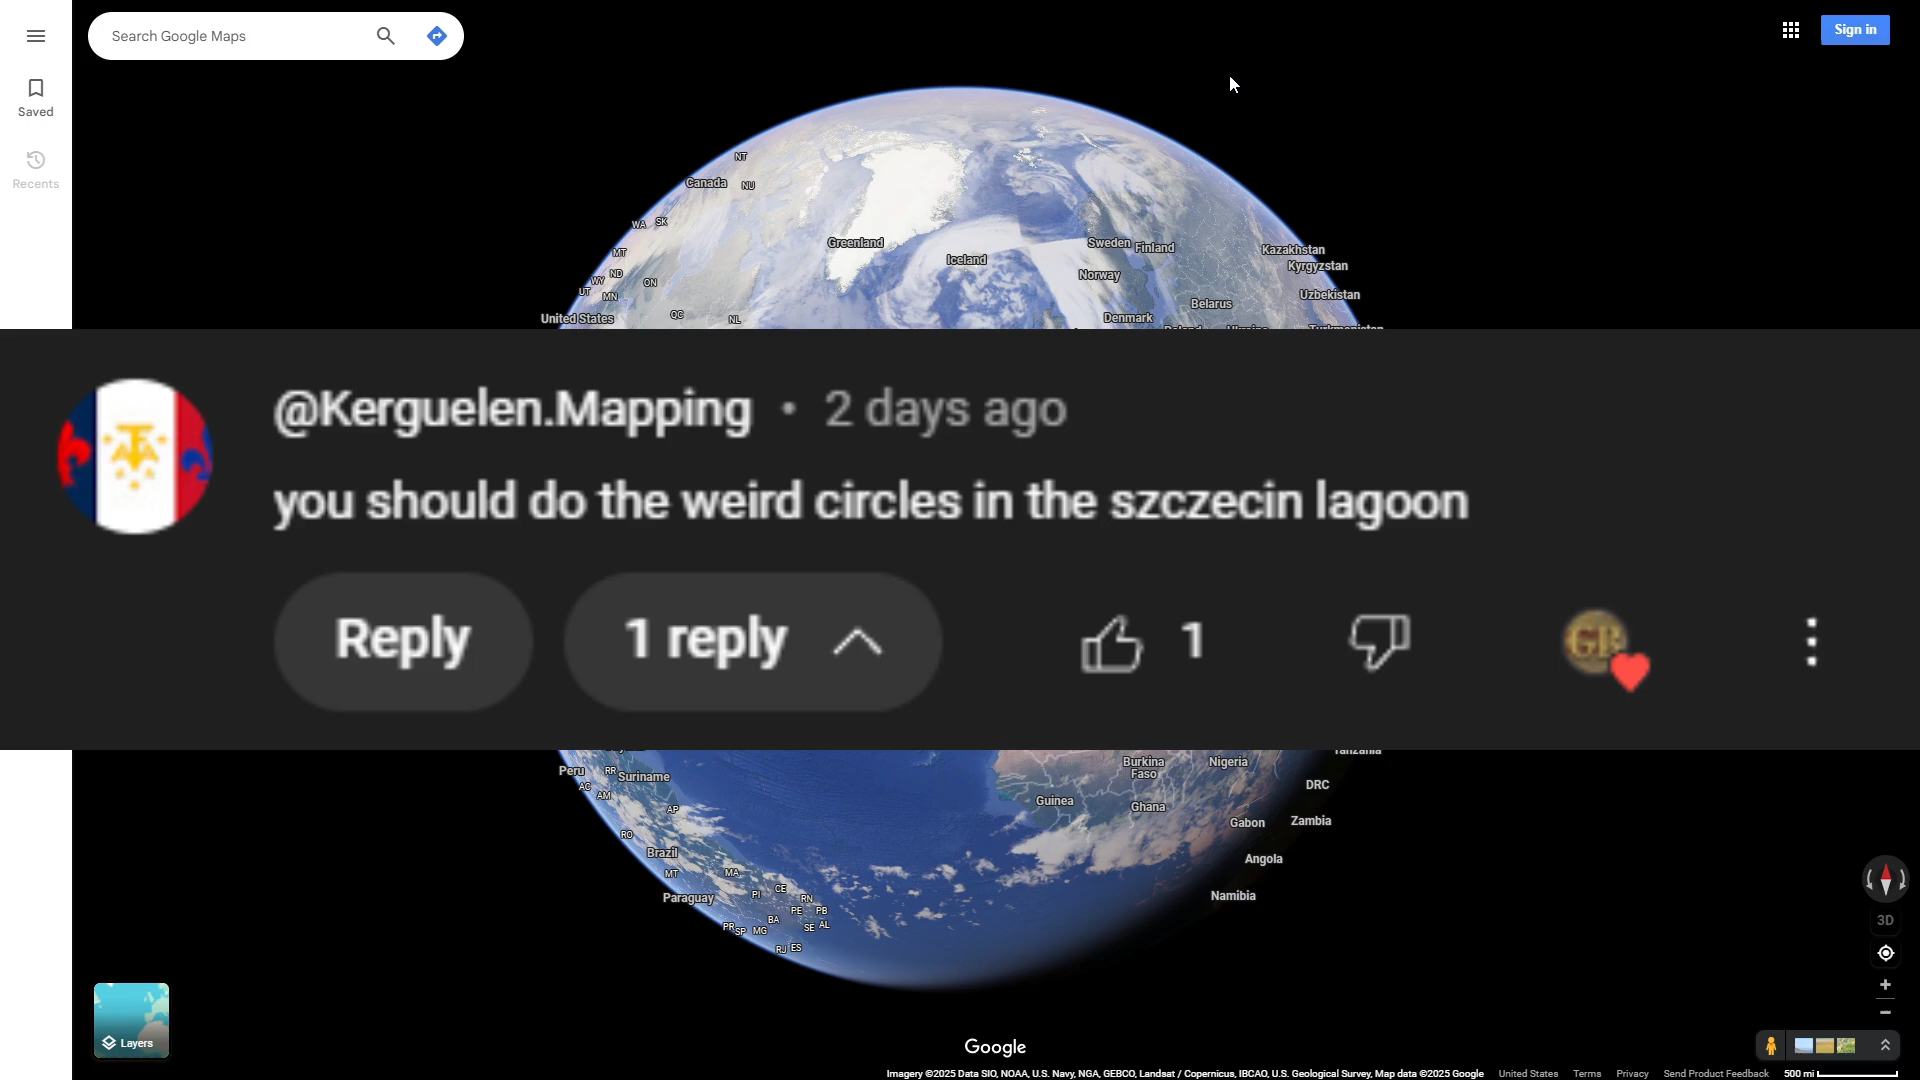 Search Google Maps
Sign in
Saved
Recents
NT
Canada NU
WA SK
MT
WY ND ON
UT MN
United States QC NL
Greenland
Iceland
Sweden Finland
Norway
Kazakhstan
Kyrgyzstan
Uzbekistan
Belarus
Denmark
@Kerguelen.Mapping • 2 days ago
you should do the weird circles in the szczecin lagoon
Reply
1 reply
1
GB
Tanzania
Peru RR Suriname
AC AM
AP
RO
Brazil
MT MA
PI CE
Paraguay
RN
PE PB
BA
SE AL
PR SP MG
RJ ES
Burkina
Faso
Nigeria
Guinea
Ghana
DRC
Gabon
Zambia
Angola
Namibia
3D
Layers
Google
Imagery ©2025 Data SIO, NOAA, U.S. Navy, NGA, GEBCO, Landsat / Copernicus, IBCAO, U.S. Geological Survey, Map data ©2025 Google United States Terms Privacy Send Product Feedback 500 mi